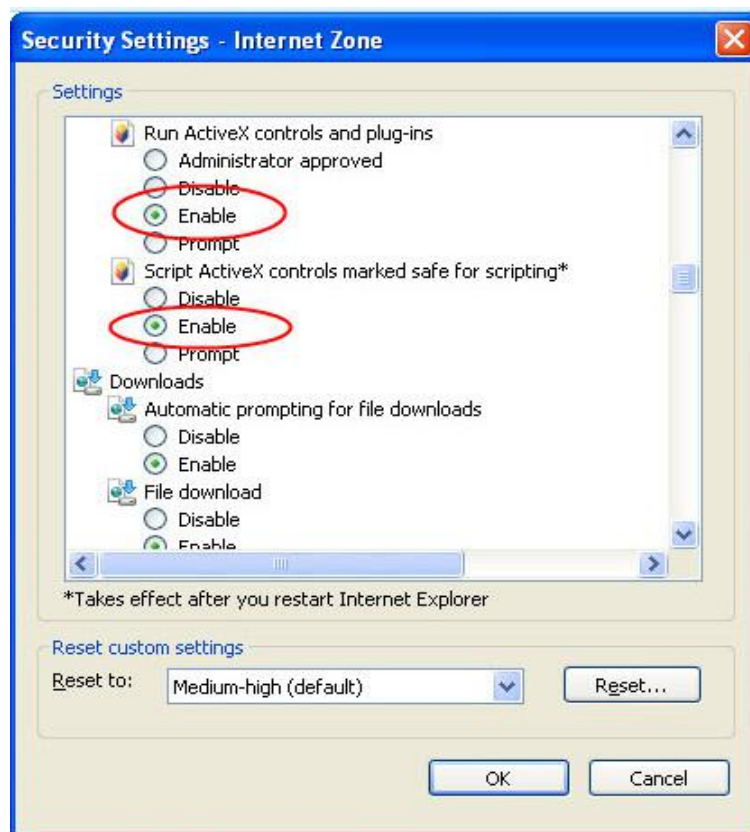 Security Settings - Internet Zone
Settings
Run ActiveX controls and plug-ins
Administrator approved
Disable
Enable
Prompt
Script ActiveX controls marked safe for scripting*
Disable
Enable
Prompt
Downloads
Automatic prompting for file downloads
Disable
Enable
File download
Disable
Enable
*Takes effect after you restart Internet Explorer
Reset custom settings
Reset to: Medium-high (default) Reset...
OK Cancel